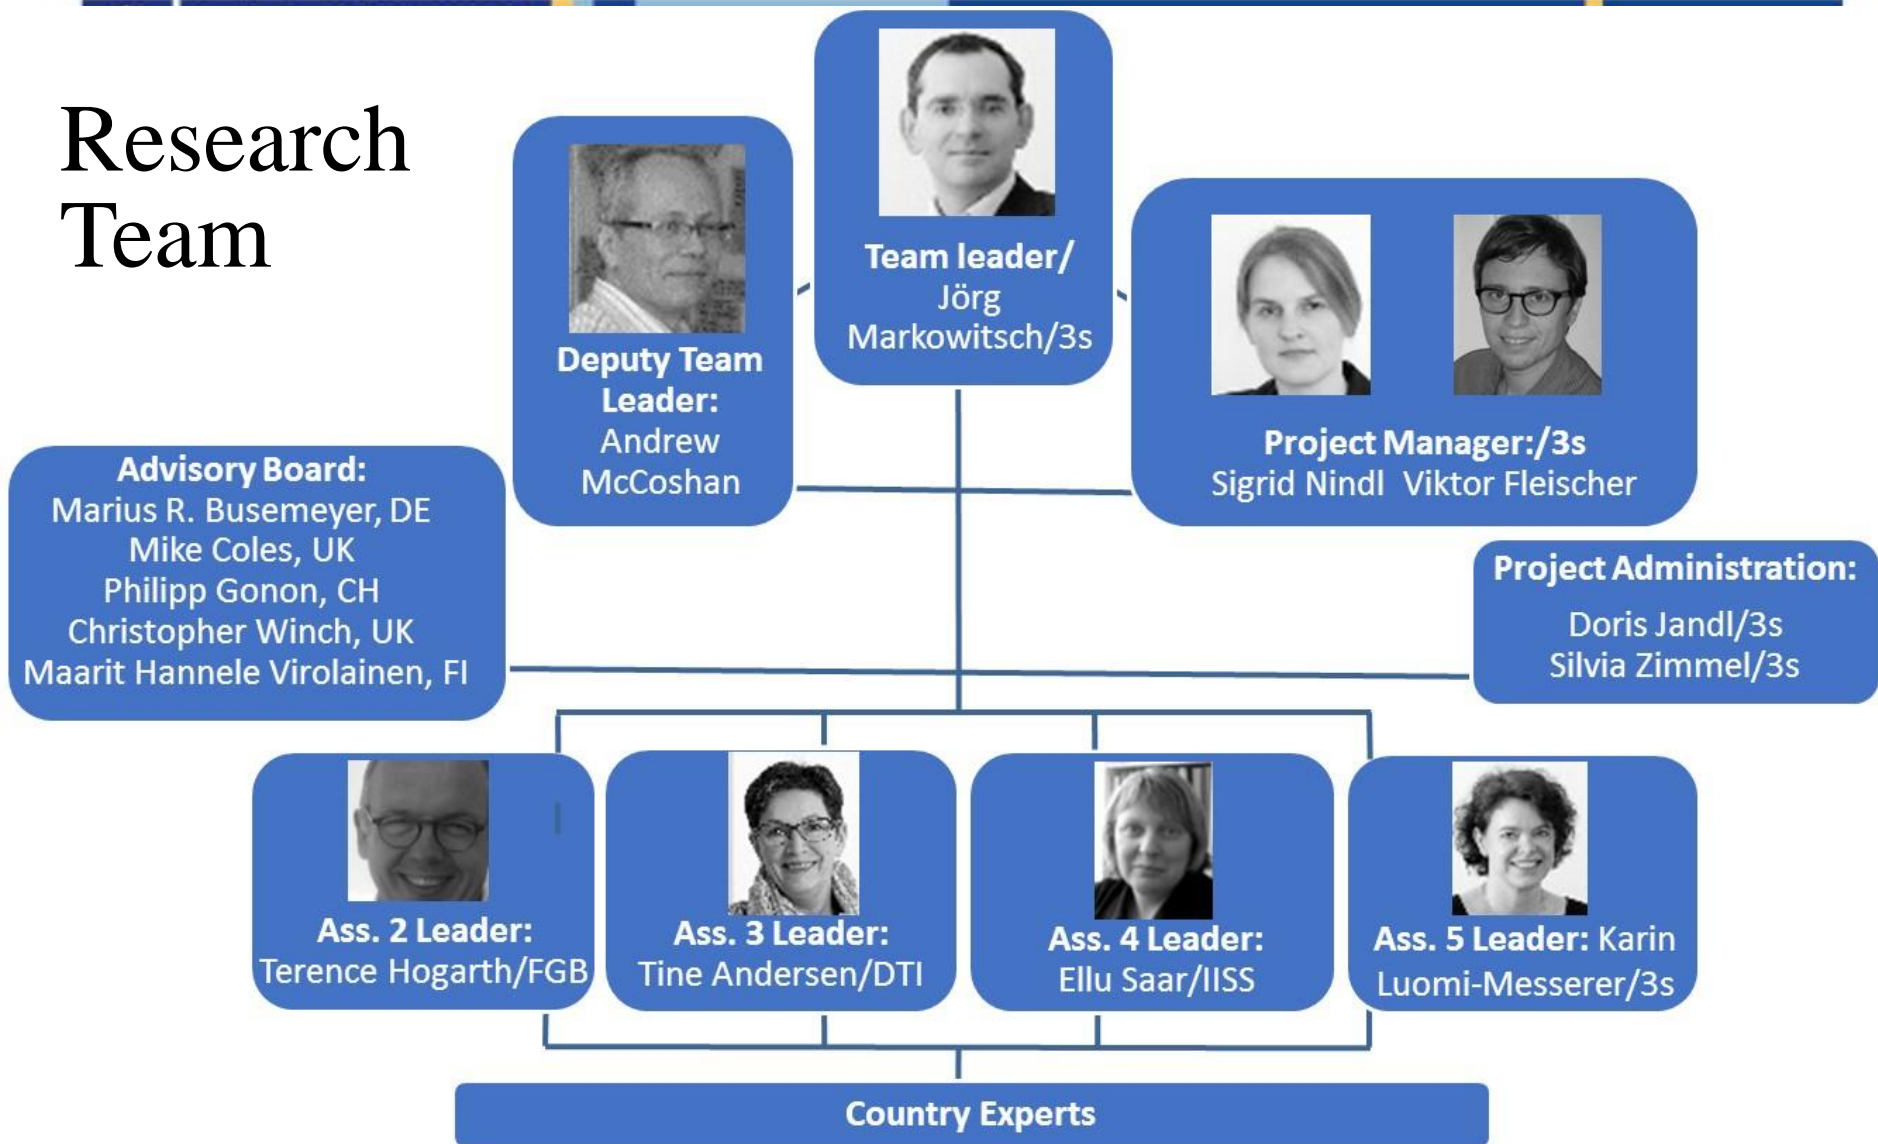 Research
Team
Team leader/
Jörg
Markowitsch/3s
Deputy Team
Leader:
Andrew
McCoshan
Project Manager:/3s
Sigrid Nindl  Viktor Fleischer
Advisory Board:
Marius R. Busemeyer, DE
Mike Coles, UK
Philipp Gonon, CH
Christopher Winch, UK
Maarit Hannele Virolainen, FI
Project Administration:
Doris Jandl/3s
Silvia Zimmel/3s
Ass. 2 Leader:
Terence Hogarth/FGB
Ass. 3 Leader:
Tine Andersen/DTI
Ass. 4 Leader:
Ellu Saar/IISS
Ass. 5 Leader: Karin
Luomi-Messerer/3s
Country Experts